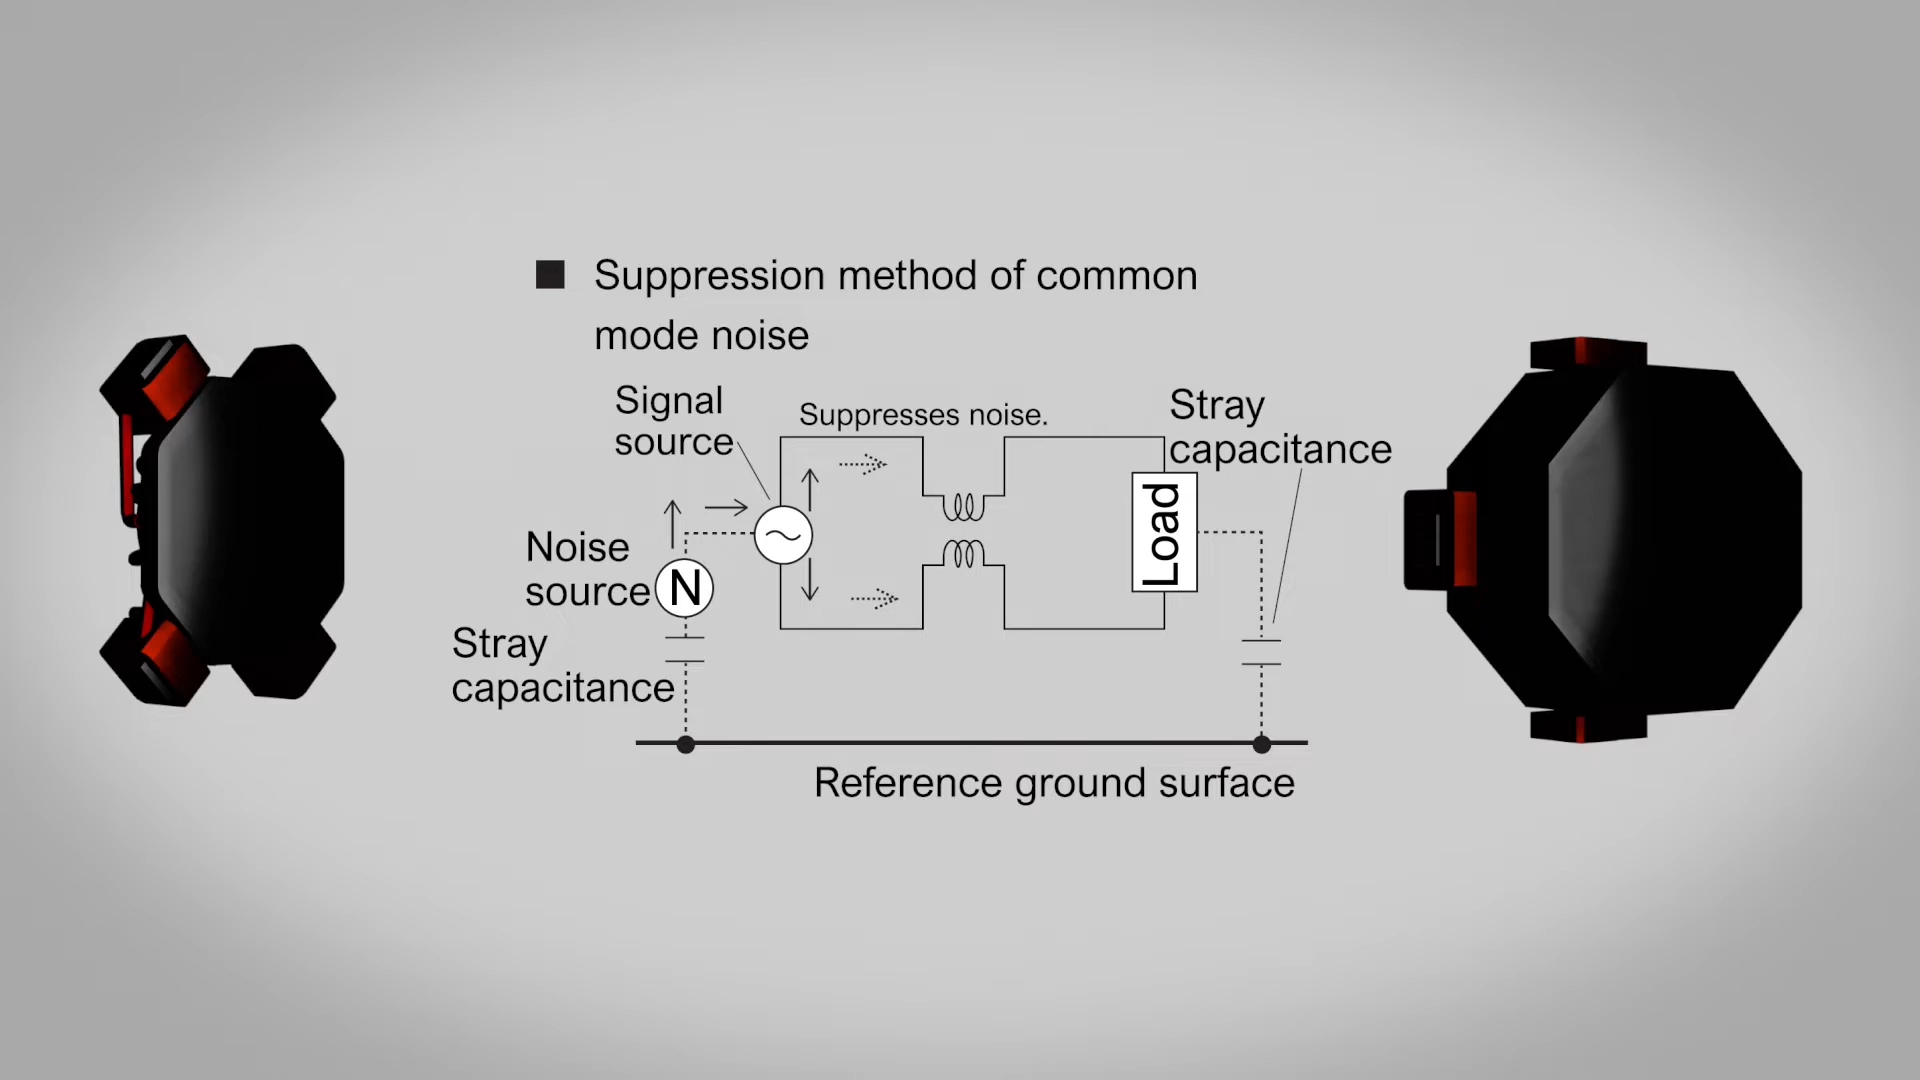 ■ Suppression method of common
mode noise
Signal
source
Suppresses noise.
Stray
capacitance
Load
Noise
source
N
Stray
capacitance
Reference ground surface